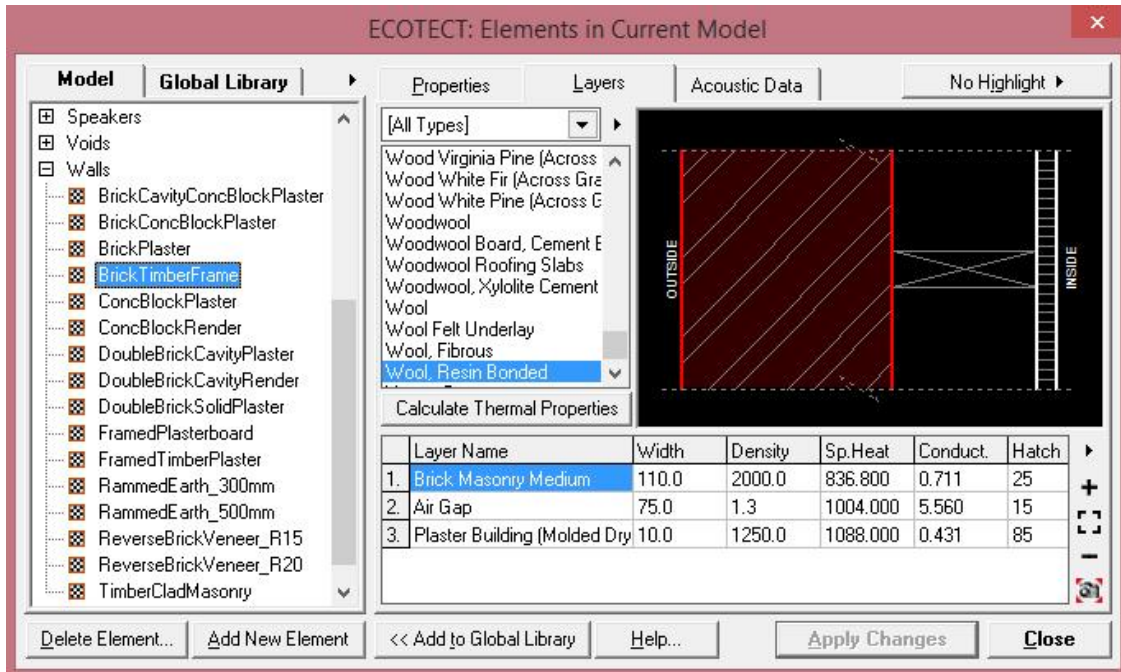 ECOTECT: Elements in Current Model
Model
Global Library
Speakers
Voids
Walls
BrickCavityConcBlockPlaster
BrickConcBlockPlaster
BrickPlaster
BrickTimberFrame
ConcBlockPlaster
ConcBlockRender
DoubleBrickCavityPlaster
DoubleBrickCavityRender
DoubleBrickSolidPlaster
FramedPlasterboard
FramedTimberPlaster
RammedEarth_300mm
RammedEarth_500mm
ReverseBrickVeneer_R15
ReverseBrickVeneer_R20
TimberCladMasonry
Delete Element...
Add New Element
Properties
Layers
Acoustic Data
No Highlight
[All Types]
Wood Virginia Pine (Across
Wood White Fir (Across Gra
Wood White Pine (Across G
Woodwool
Woodwool Board, Cement B
Woodwool Roofing Slabs
Woodwool, Xylolite Cement
Wool
Wool Felt Underlay
Wool, Fibrous
Wool, Resin Bonded
Calculate Thermal Properties
OUTSIDE
INSIDE
Layer Name Width Density Sp.Heat Conduct. Hatch
1. Brick Masonry Medium 110.0 2000.0 836.800 0.711 25
2. Air Gap 75.0 1.3 1004.000 5.560 15
3. Plaster Building (Molded Dry 10.0 1250.0 1088.000 0.431 85
<< Add to Global Library
Help...
Apply Changes
Close